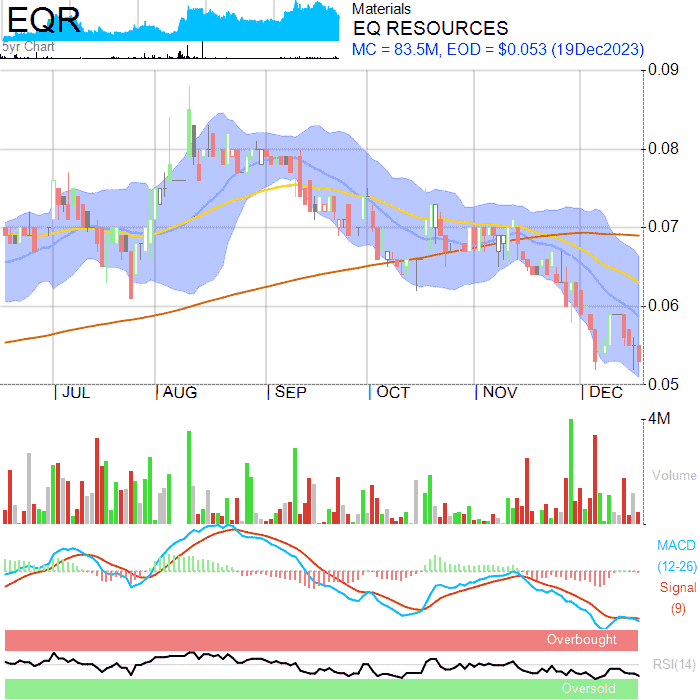 EQR
5yr Chart
Materials
EQ RESOURCES
MC = 83.5M, EOD = $0.053 (19Dec2023)
0.09
0.08
0.07
0.06
0.05
JUL
AUG
SEP
OCT
NOV
DEC
4M
Volume
MACD
(12-26)
Signal
(9)
Overbought
RSI(14)
Oversold